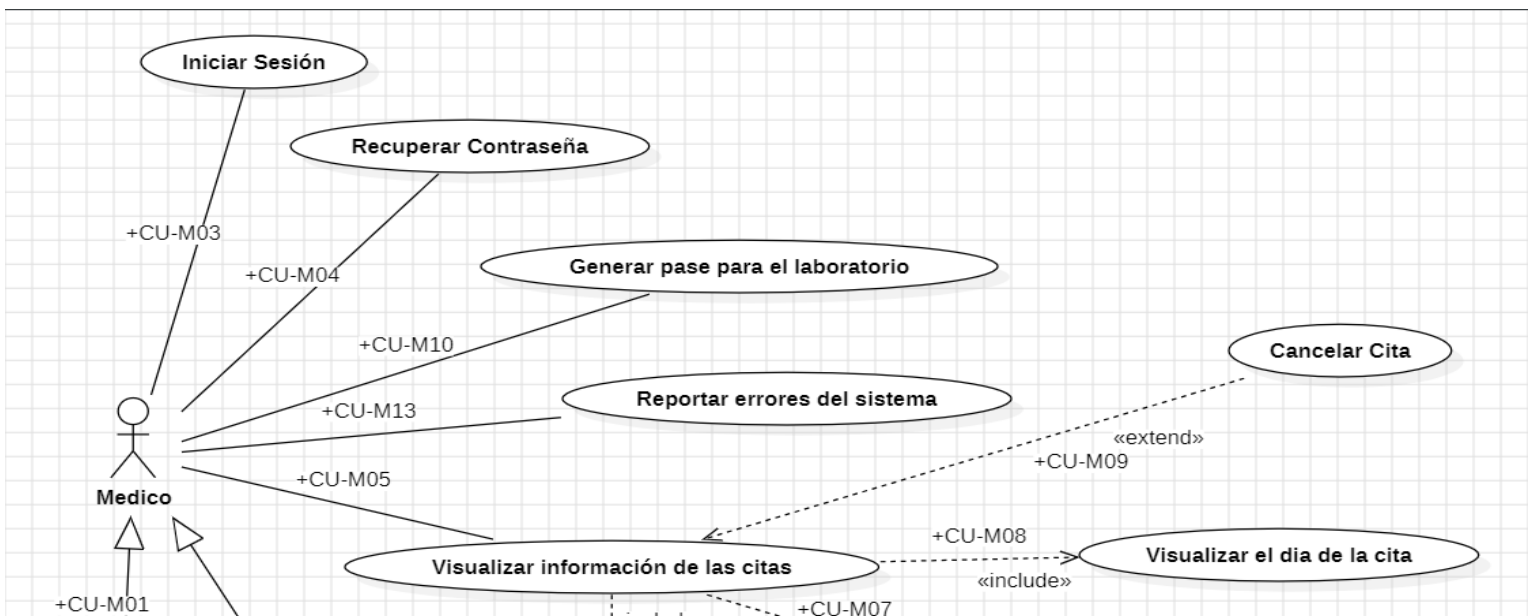 Iniciar Sesión
Recuperar Contraseña
+CU-M03
+CU-M04
Generar pase para el laboratorio
+CU-M10
Cancelar Cita
Reportar errores del sistema
+CU-M13
«extend»
+CU-M09
+CU-M05
Medico
+CU-M08
Visualizar el dia de la cita
Visualizar información de las citas
«include»
+CU-M01
+CU-M07